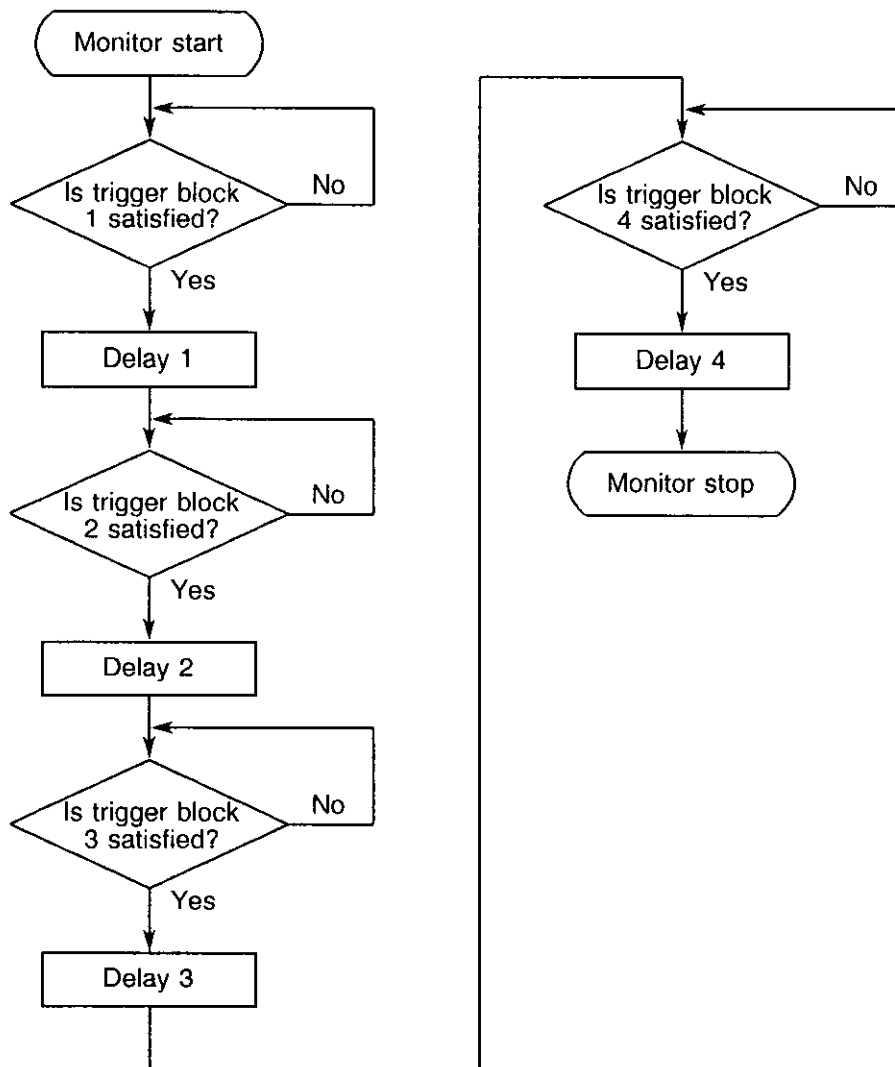 Monitor start
Is trigger block
1 satisfied?
No
Yes
Delay 1
Is trigger block
2 satisfied?
No
Yes
Delay 2
Is trigger block
3 satisfied?
No
Yes
Delay 3
Is trigger block
4 satisfied?
No
Yes
Delay 4
Monitor stop